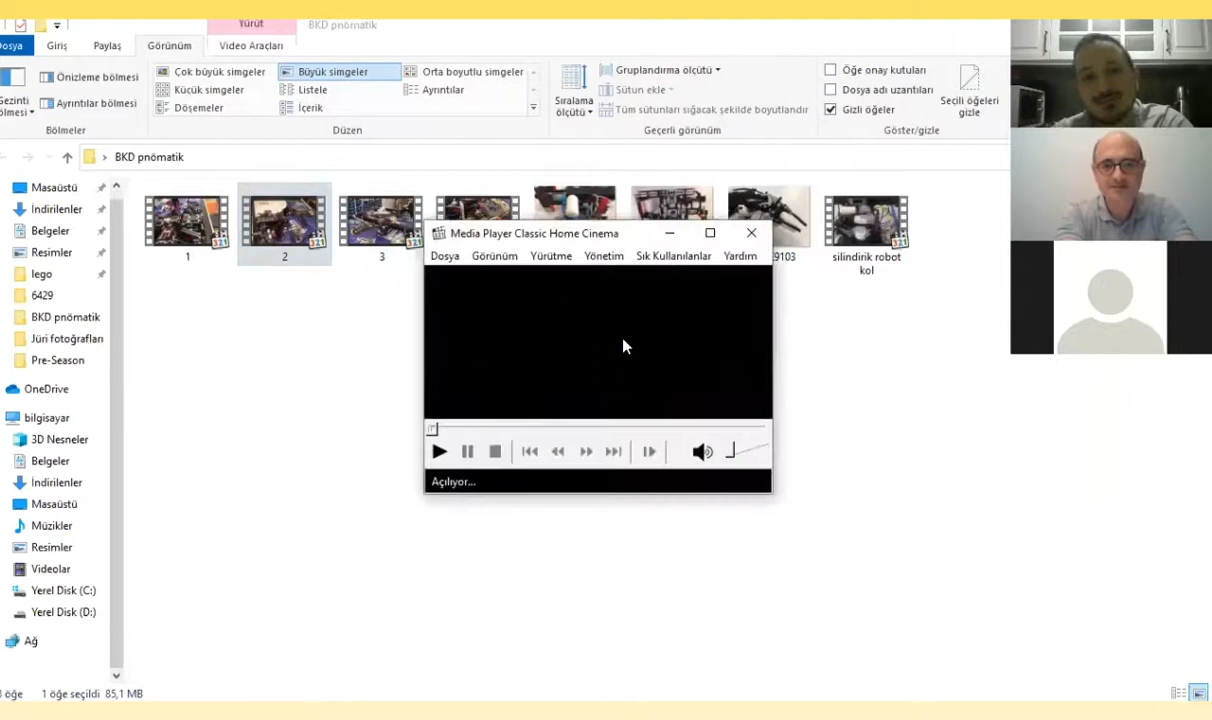 Yürüt
BKD pnömatik
Dosya
Giriş
Paylaş
Görünüm
Video Araçları
Önizleme bölmesi
Ayrıntılar bölmesi
Gezinti
bölmesi
Bölmeler
Çok büyük simgeler
Büyük simgeler
Orta boyutlu simgeler
Küçük simgeler
Listele
Ayrıntılar
Döşemeler
İçerik
Düzen
Sıralama
ölçütü
Gruplandırma ölçütü
Sütun ekle
Tüm sütunları sığacak şekilde boyutlandır
Geçerli görünüm
Öğe onay kutuları
Dosya adı uzantıları
Gizli öğeler
Seçili öğeleri
gizle
Göster/gizle
BKD pnömatik
Masaüstü
İndirilenler
Belgeler
Resimler
lego
6429
BKD pnömatik
Jüri fotoğrafları
Pre-Season
OneDrive
bilgisayar
3D Nesneler
Belgeler
İndirilenler
Masaüstü
Müzikler
Resimler
Videolar
Yerel Disk (C:)
Yerel Disk (D:)
Ağ
321
321
321
321
1
2
3
9103
silindirik robot
kol
Media Player Classic Home Cinema
Dosya
Görünüm
Yürütme
Yönetim
Sık Kullanılanlar
Yardım
Açılıyor...
öğe
1 öğe seçildi 85,1 MB